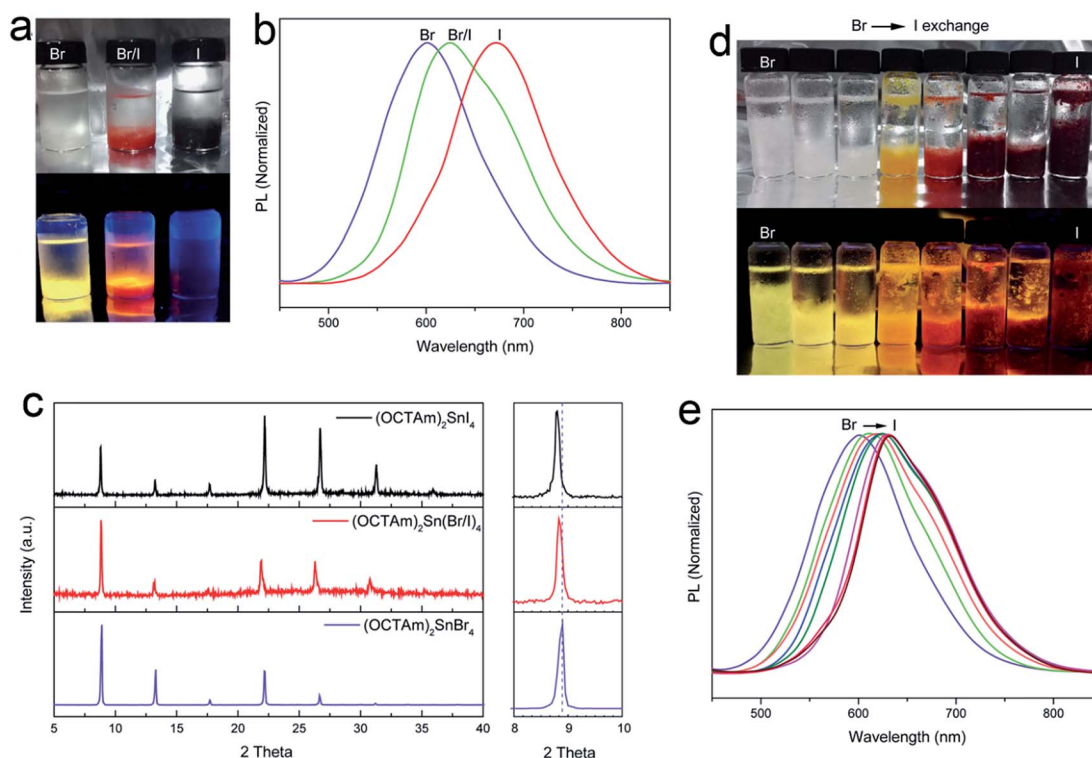 a
Br
Br/I
I
b
Br
Br/I
I
PL (Normalized)
500
600
700
800
Wavelength (nm)
d
Br → I exchange
Br
I
Br
I
c
(OCTAm)₂SnI₄
(OCTAm)₂Sn(Br/I)₄
(OCTAm)₂SnBr₄
Intensity (a.u.)
5
10
15
20
25
30
35
40
2 Theta
8
9
10
2 Theta
e
Br → I
PL (Normalized)
500
600
700
800
Wavelength (nm)